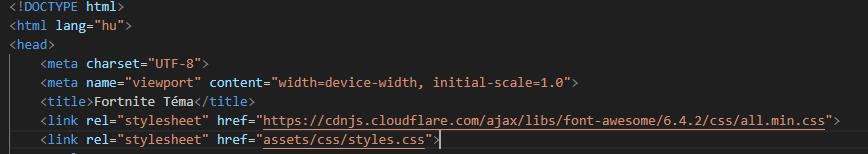 <!DOCTYPE html>
<html lang="hu">
<head>
<meta charset="UTF-8">
<meta name="viewport" content="width=device-width, initial-scale=1.0">
<title>Fortnite Téma</title>
<link rel="stylesheet" href="https://cdnjs.cloudflare.com/ajax/libs/font-awesome/6.4.2/css/all.min.css">
<link rel="stylesheet" href="assets/css/styles.css">